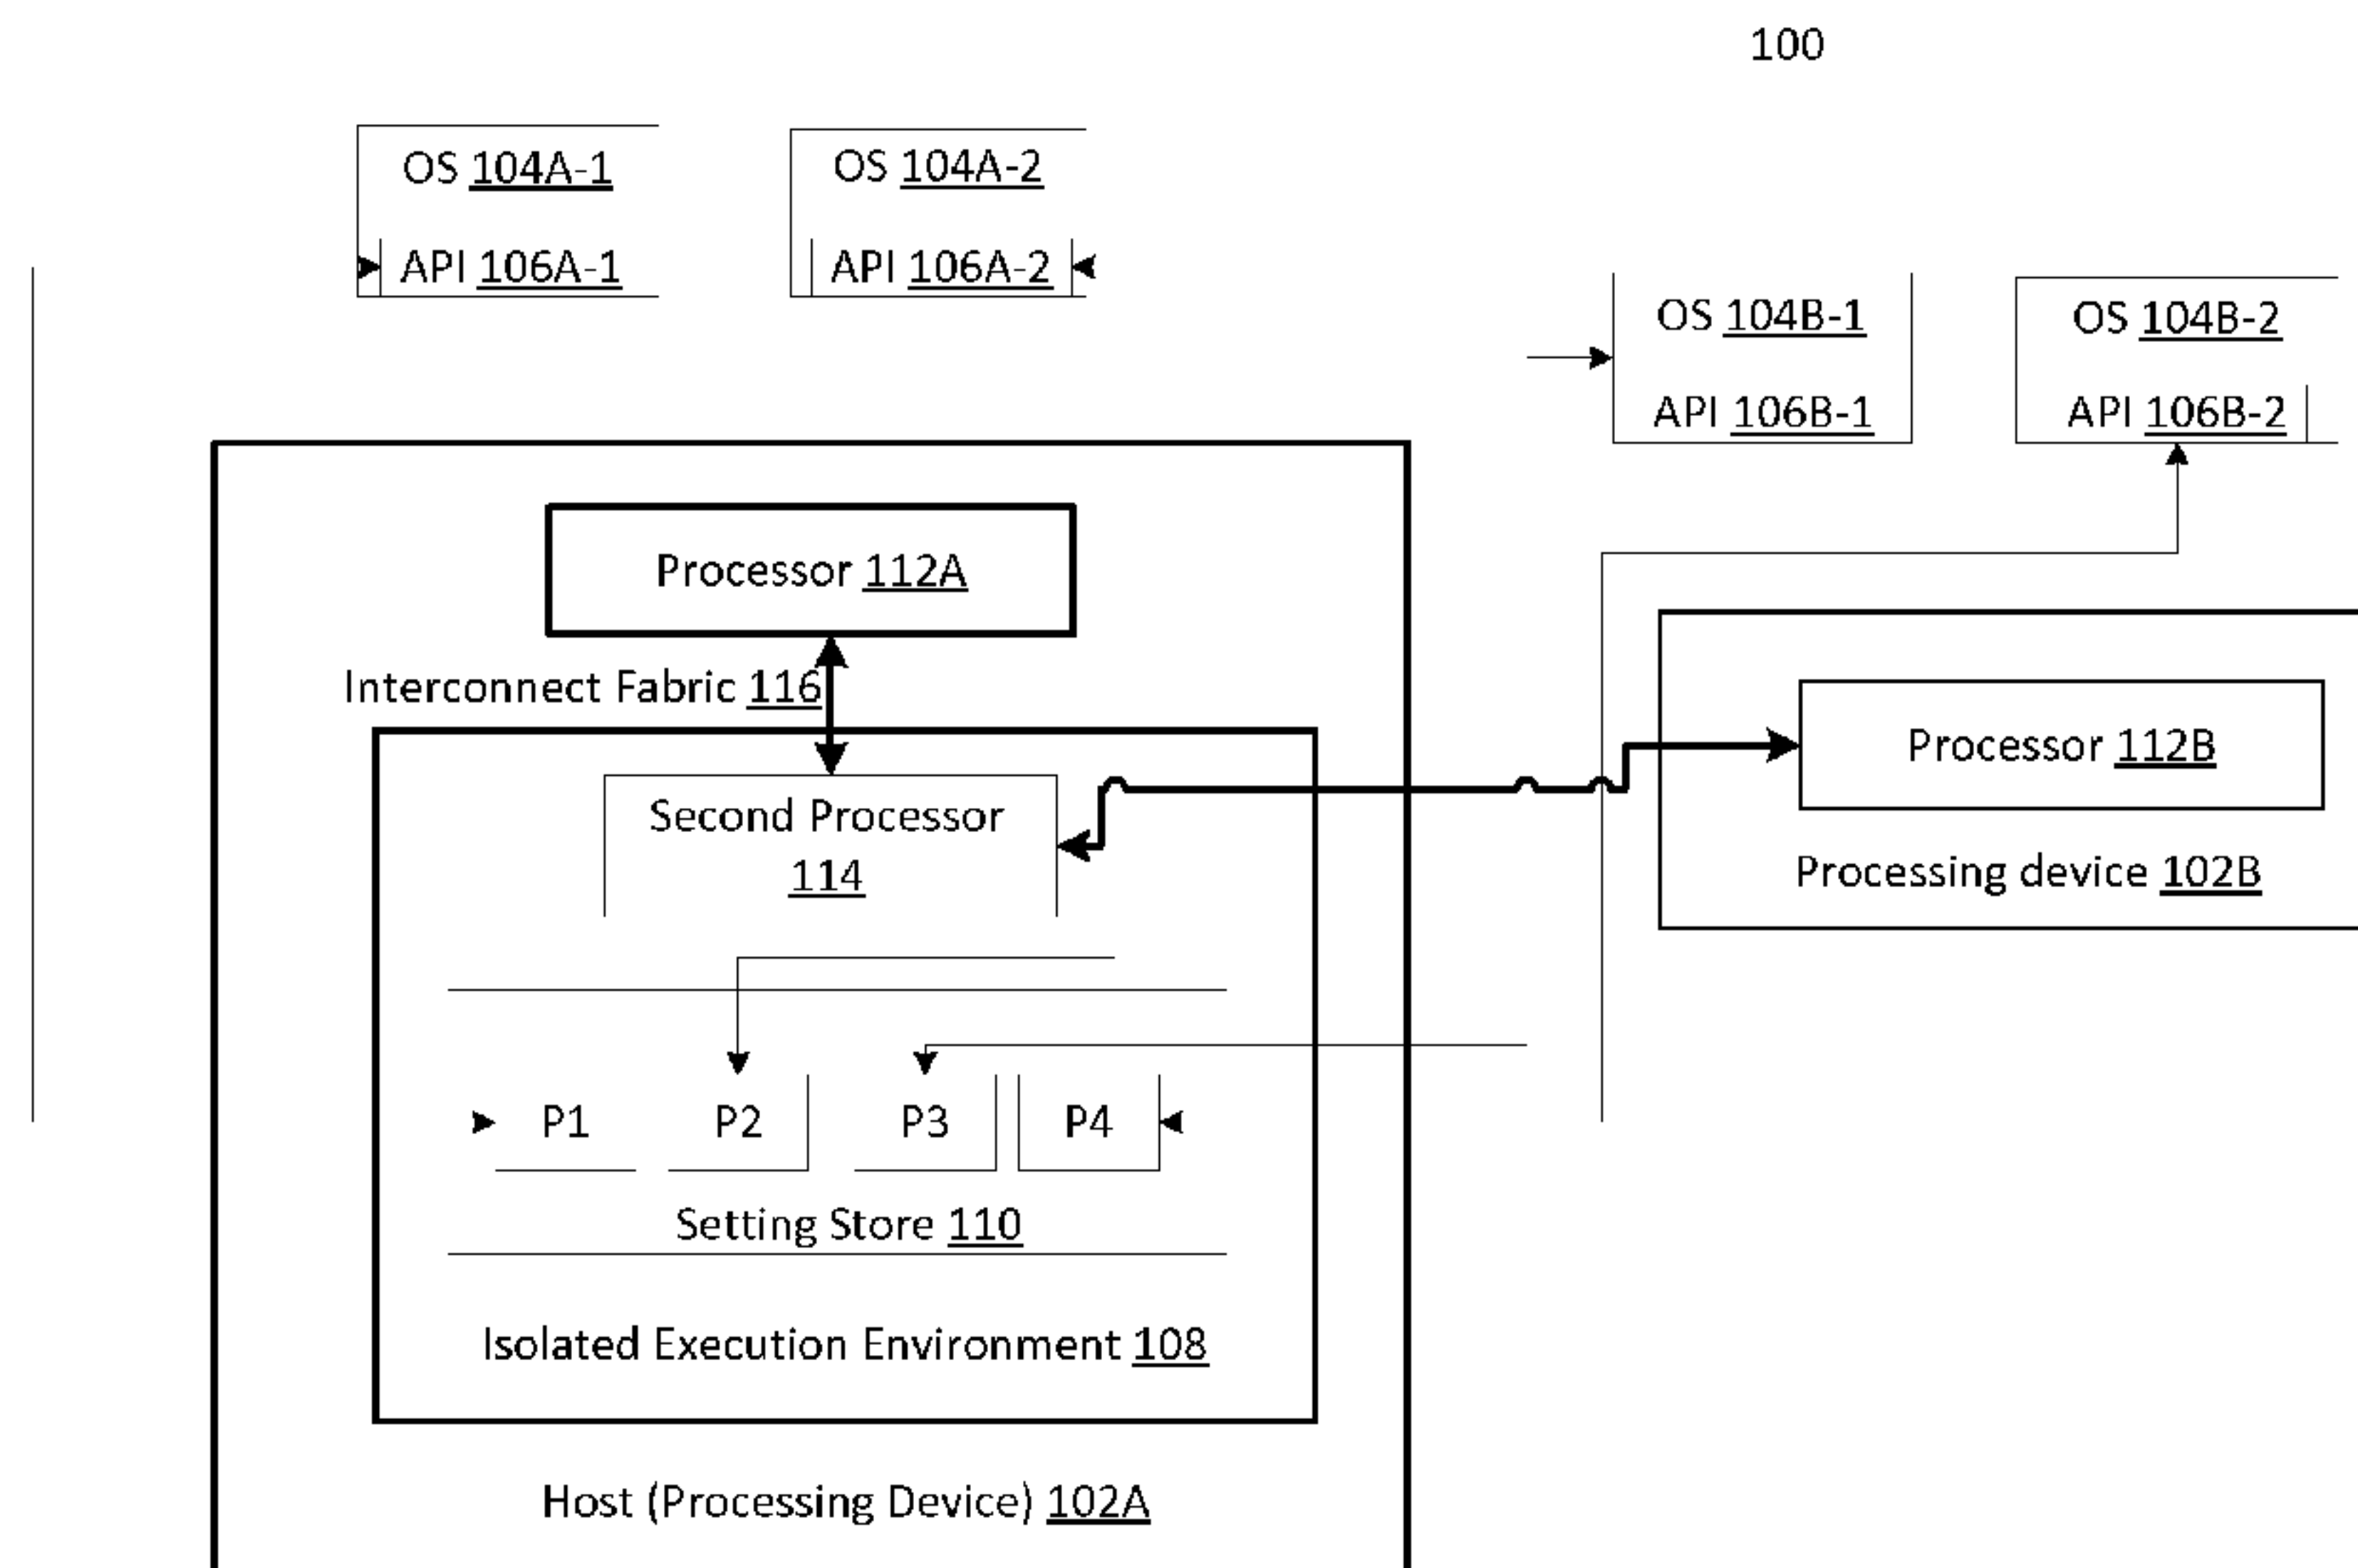 100
OS 104A-1
API 106A-1
OS 104A-2
API 106A-2
OS 104B-1
API 106B-1
OS 104B-2
API 106B-2
Processor 112A
Interconnect Fabric 116
Second Processor
114
Processor 112B
Processing device 102B
P1 P2 P3 P4
Setting Store 110
Isolated Execution Environment 108
Host (Processing Device) 102A